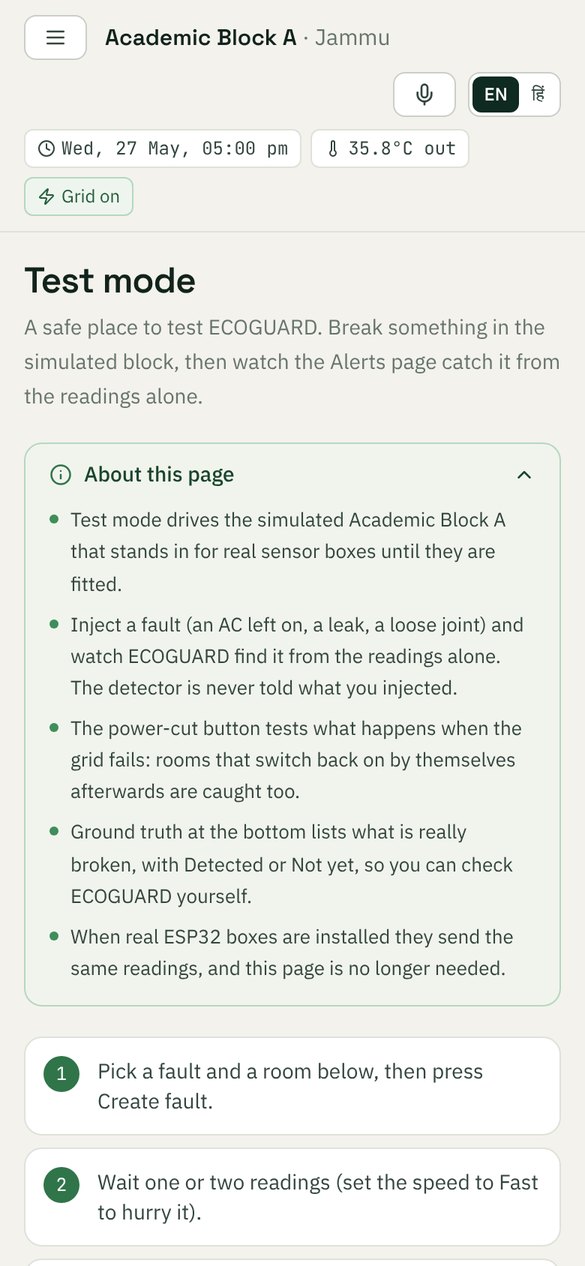 Academic Block A · Jammu
EN हिं
Wed, 27 May, 05:00 pm 35.8°C out
Grid on
Test mode
A safe place to test ECOGUARD. Break something in the
simulated block, then watch the Alerts page catch it from
the readings alone.
About this page
Test mode drives the simulated Academic Block A
that stands in for real sensor boxes until they are
fitted.
Inject a fault (an AC left on, a leak, a loose joint) and
watch ECOGUARD find it from the readings alone.
The detector is never told what you injected.
The power-cut button tests what happens when the
grid fails: rooms that switch back on by themselves
afterwards are caught too.
Ground truth at the bottom lists what is really
broken, with Detected or Not yet, so you can check
ECOGUARD yourself.
When real ESP32 boxes are installed they send the
same readings, and this page is no longer needed.
1 Pick a fault and a room below, then press
Create fault.
2 Wait one or two readings (set the speed to Fast
to hurry it).